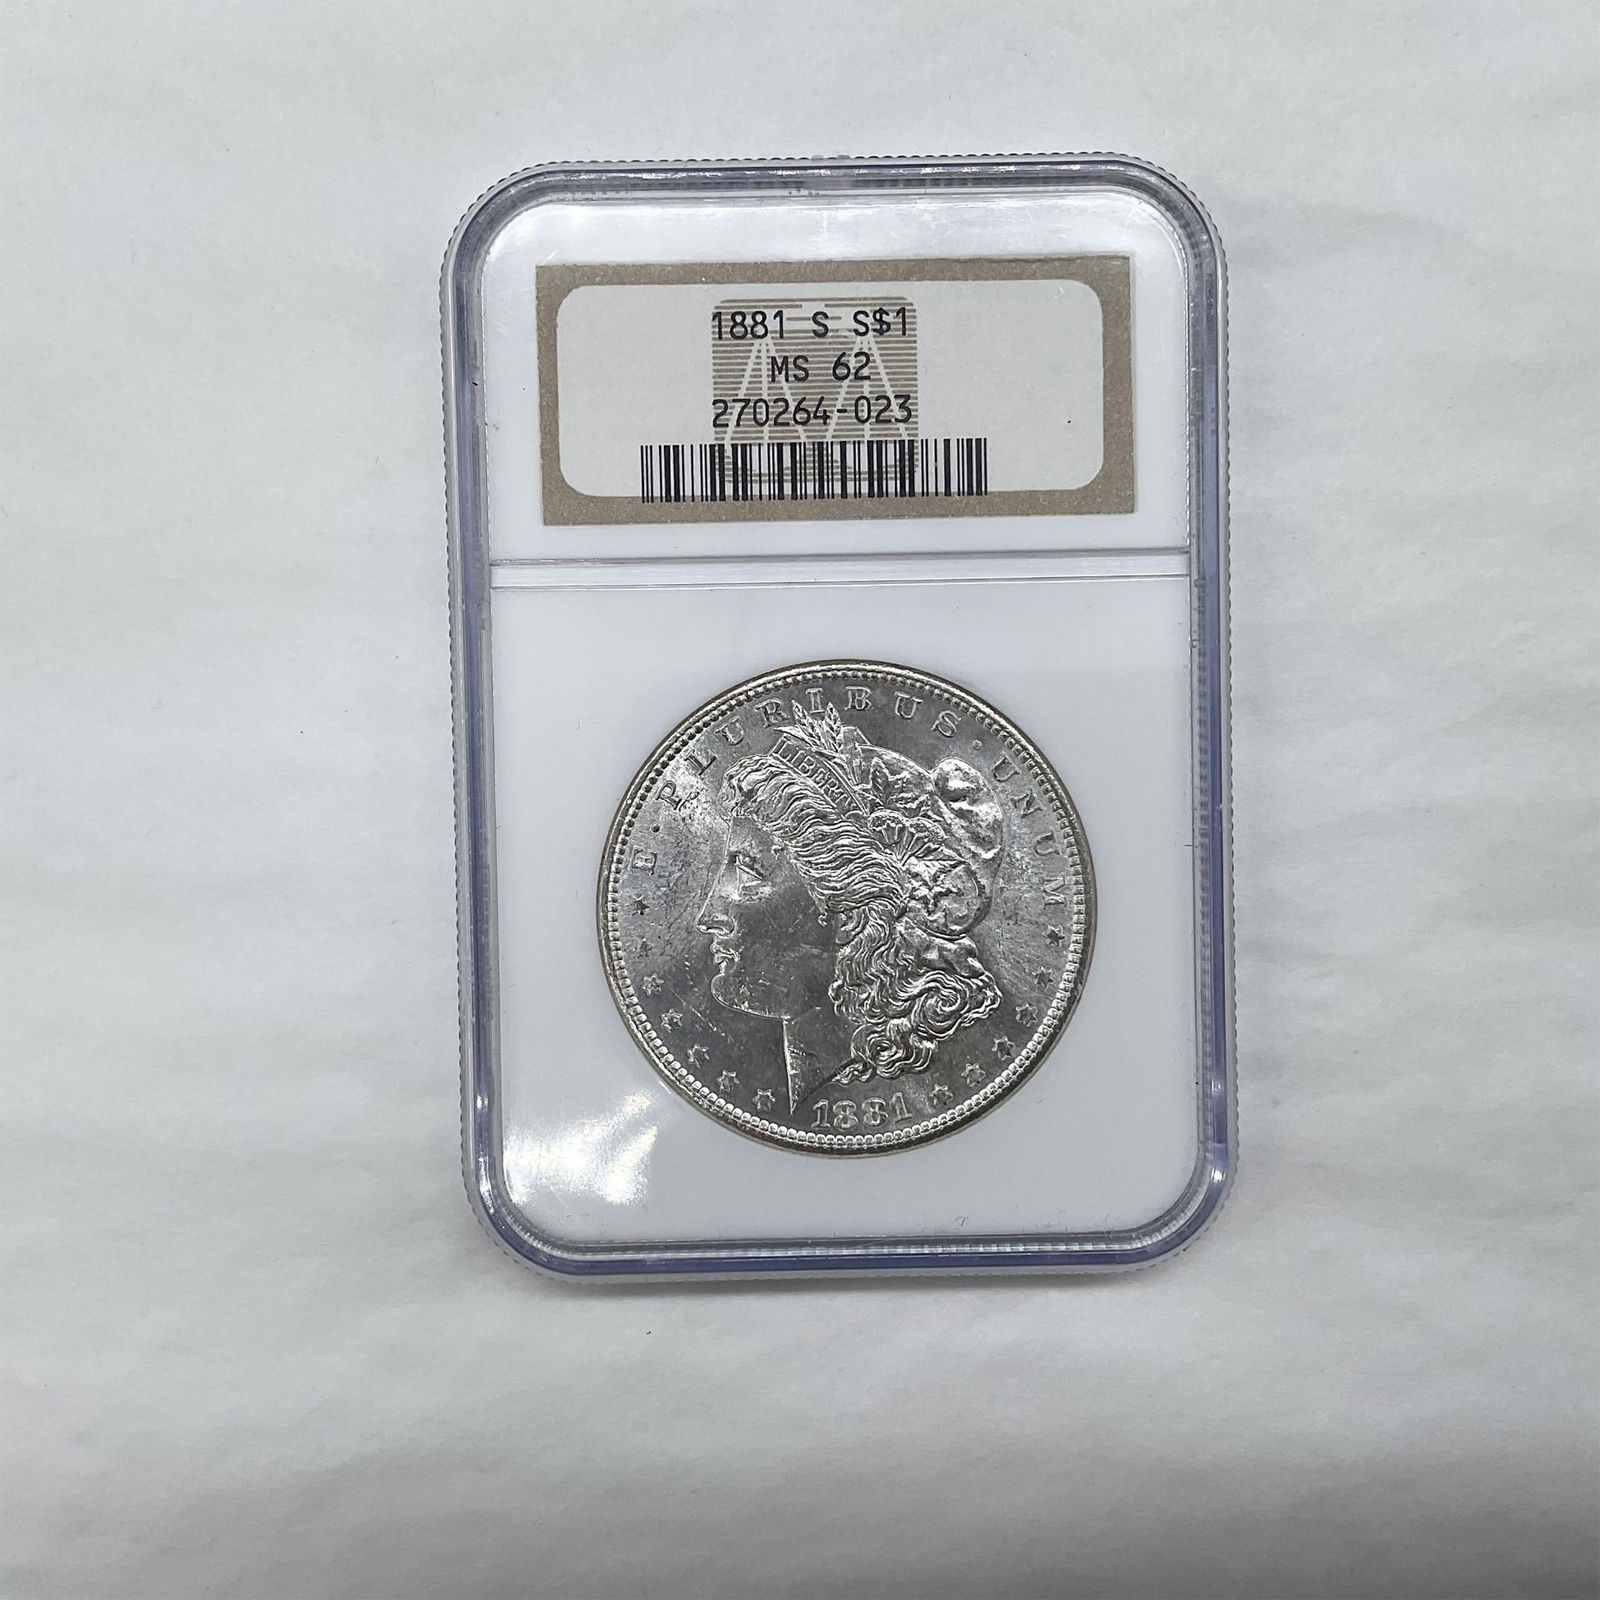 1881 S S$1
MS 62
270264-023
E·PLURIBUS·UNUM
LIBERTY
1881